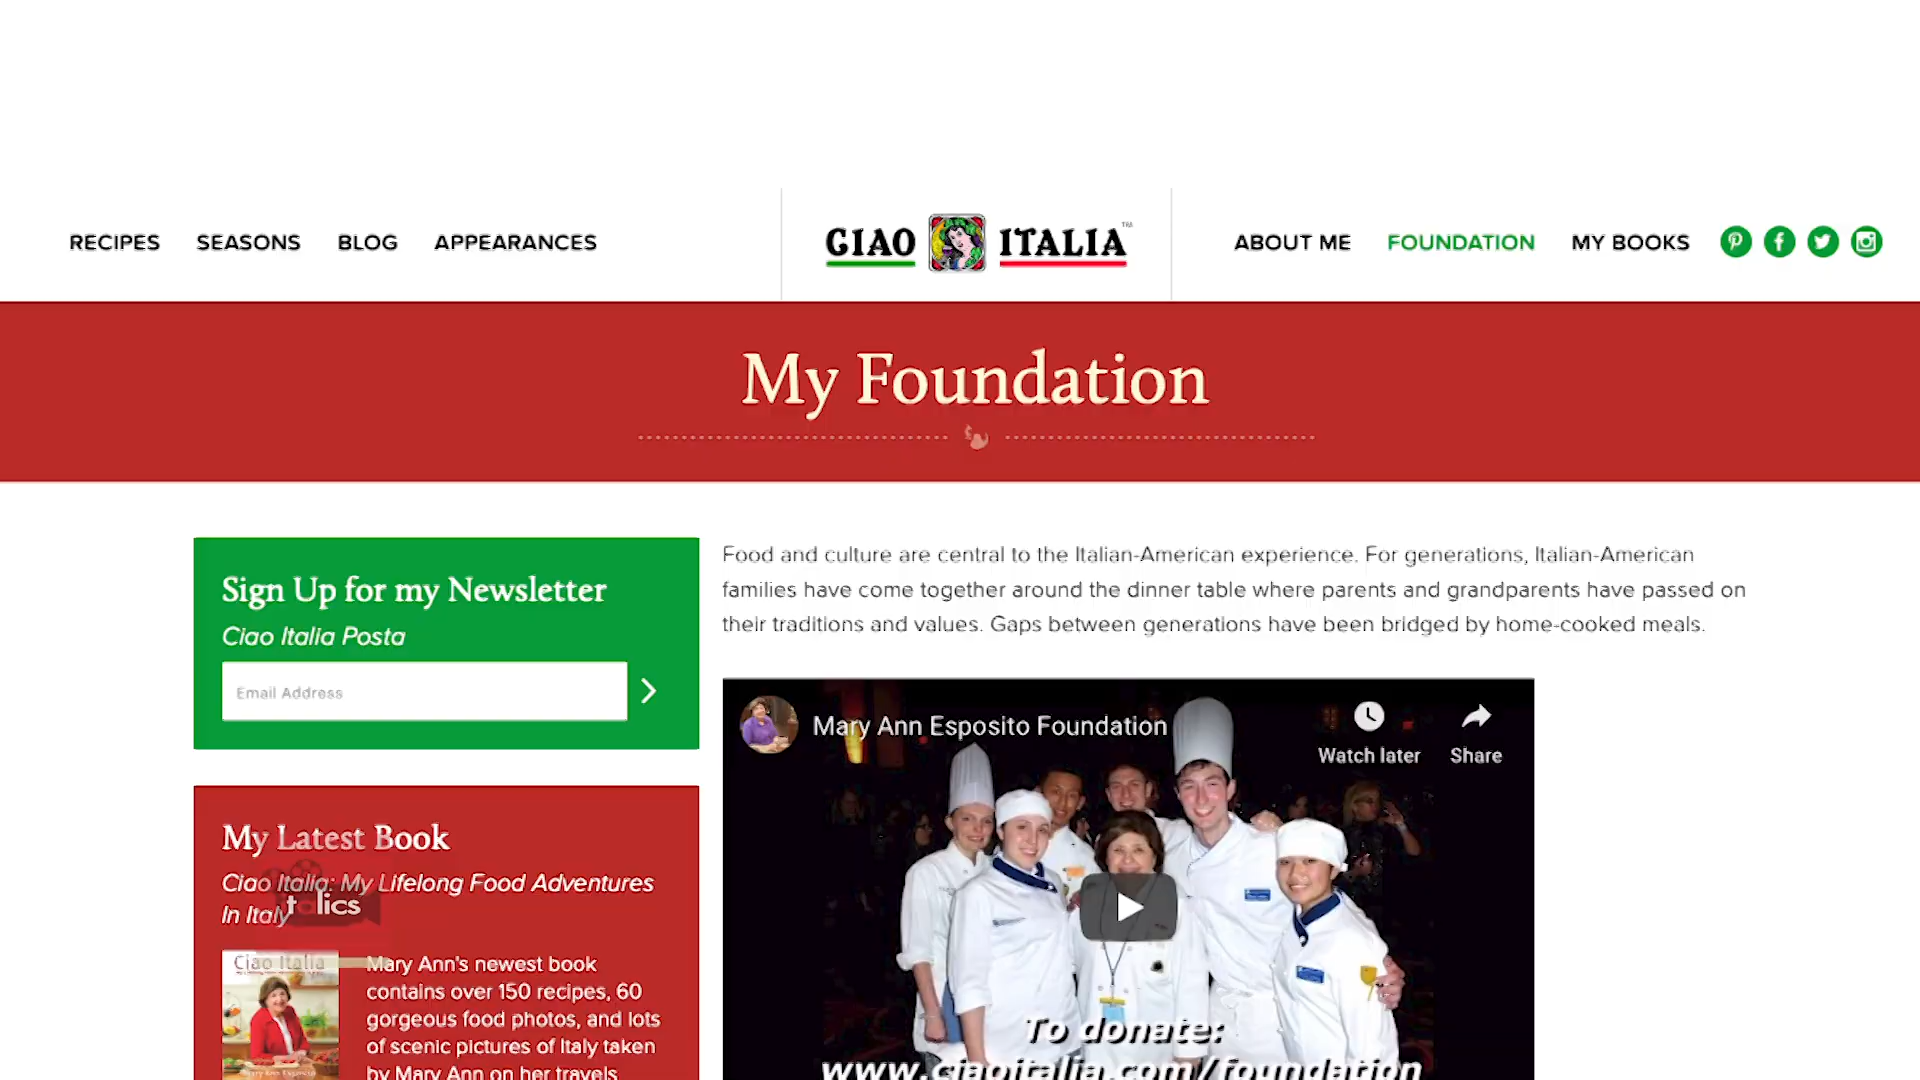 RECIPES SEASONS BLOG APPEARANCES CIAO ITALIA TM ABOUT ME FOUNDATION MY BOOKS
My Foundation
Sign Up for my Newsletter
Ciao Italia Posta
Email Address
My Latest Book
Ciao Italia: My Lifelong Food Adventures
In Italy
Ciao Italia
Mary Ann Esposito
Mary Ann's newest book
contains over 150 recipes, 60
gorgeous food photos, and lots
of scenic pictures of Italy taken
by Mary Ann on her travels
Food and culture are central to the Italian-American experience. For generations, Italian-American
families have come together around the dinner table where parents and grandparents have passed on
their traditions and values. Gaps between generations have been bridged by home-cooked meals.
Mary Ann Esposito Foundation
Watch later Share
To donate:
www.ciaoitalia.com/foundation